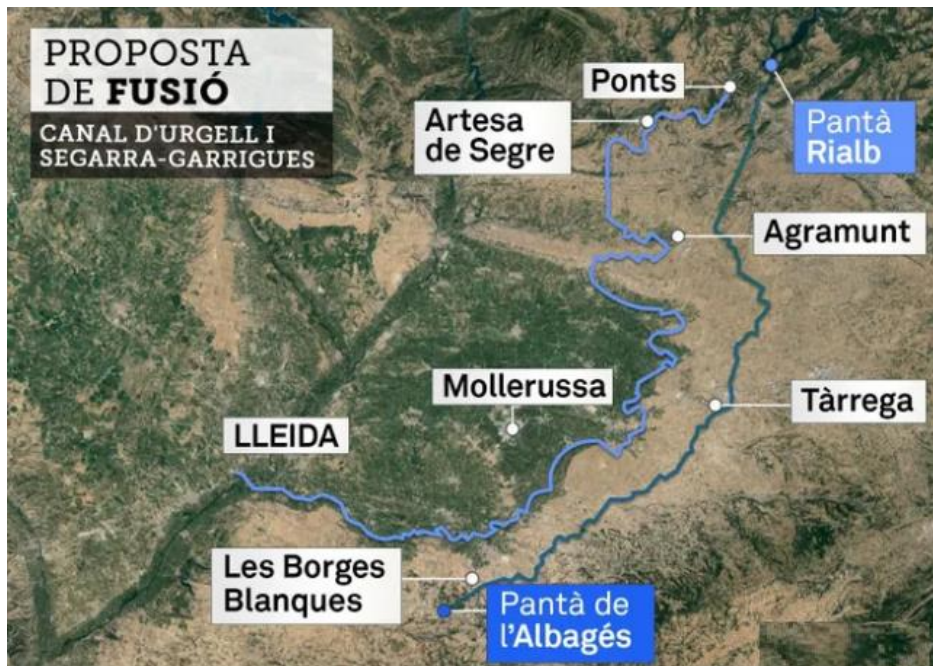 PROPOSTA
DE FUSIÓ
CANAL D'URGELL I
SEGARRA-GARRIGUES
Ponts
Artesa
de Segre
Pantà
Rialb
Agramunt
Mollerussa
Tàrrega
LLEIDA
Les Borges
Blanques
Pantà de
l'Albagés